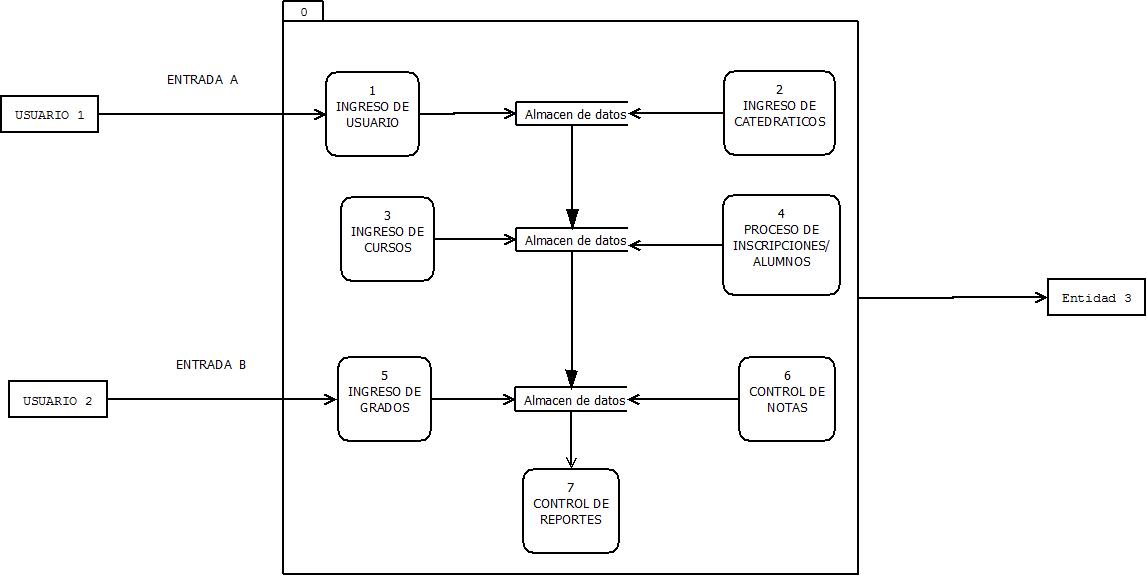 0
ENTRADA A
USUARIO 1
1
INGRESO DE
USUARIO
Almacen de datos
2
INGRESO DE
CATEDRATICOS
3
INGRESO DE
CURSOS
Almacen de datos
4
PROCESO DE
INSCRIPCIONES/
ALUMNOS
Entidad 3
ENTRADA B
USUARIO 2
5
INGRESO DE
GRADOS
Almacen de datos
6
CONTROL DE
NOTAS
7
CONTROL DE
REPORTES